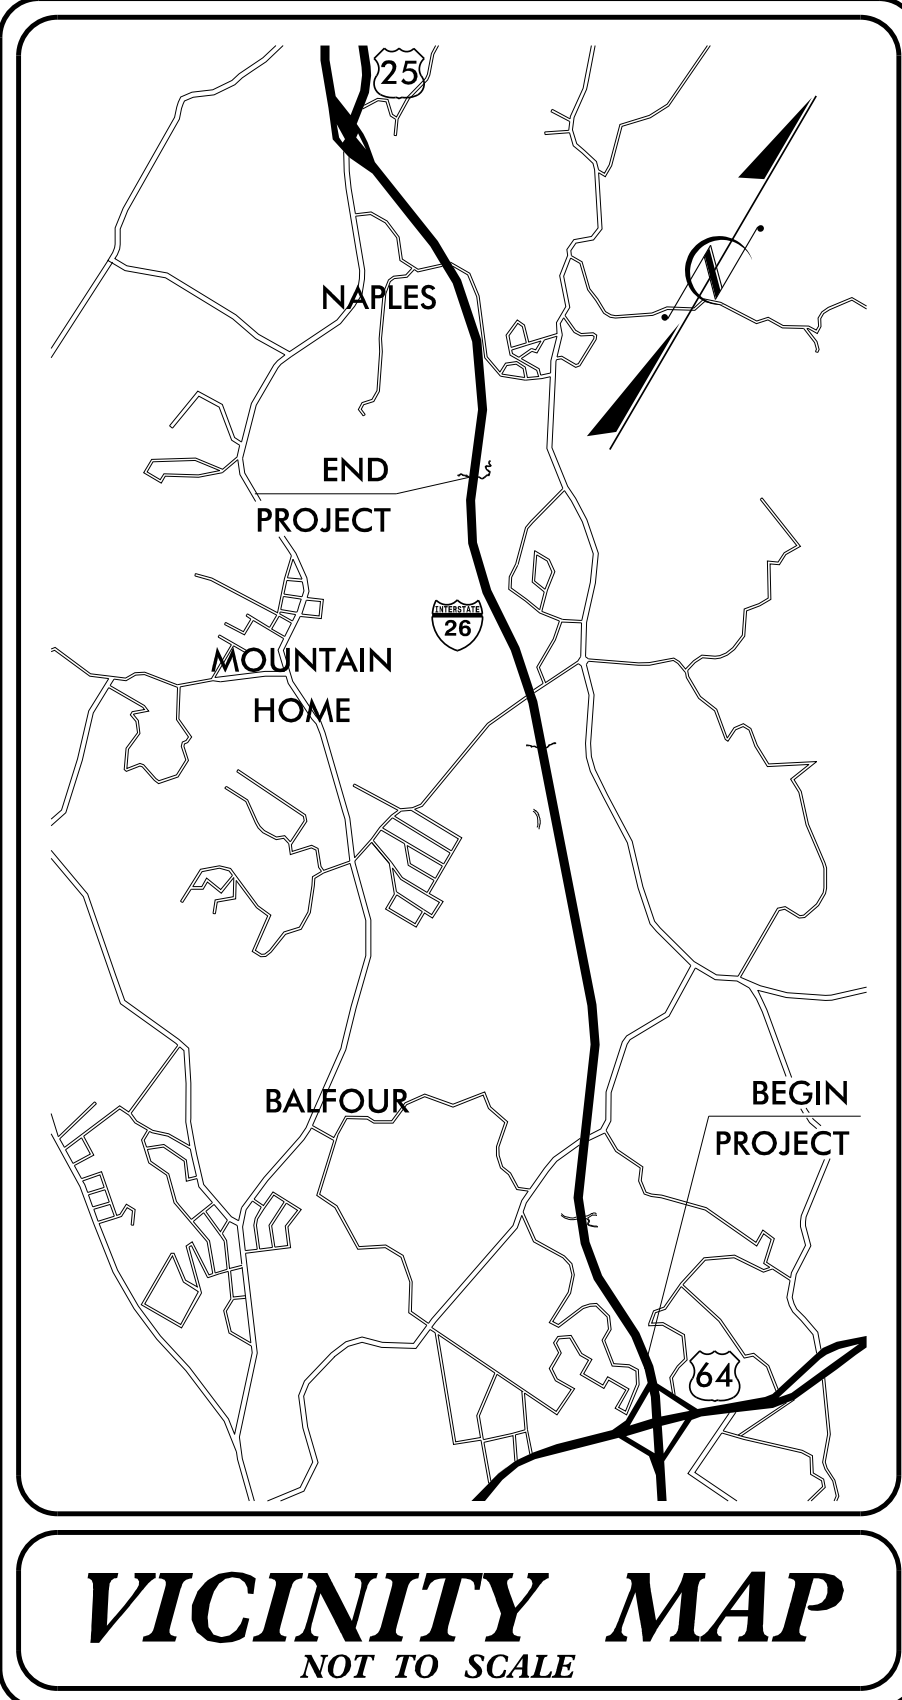 25
NAPLES
END
PROJECT
INTERSTATE
26
MOUNTAIN
HOME
BALFOUR
BEGIN
PROJECT
64
VICINITY MAP
NOT TO SCALE